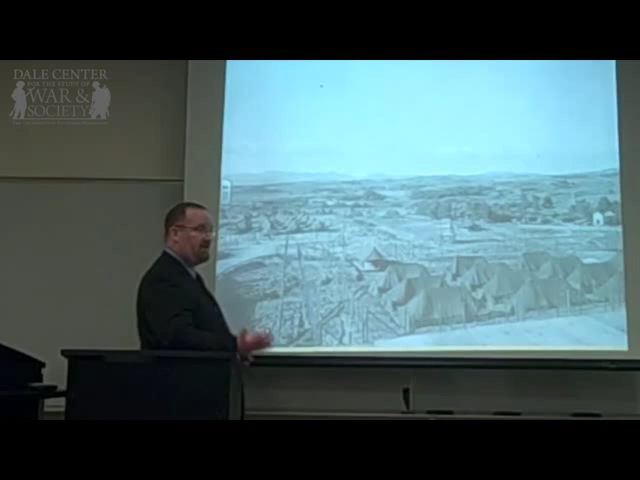 DALE CENTER
FOR THE STUDY OF
WAR &
SOCIETY